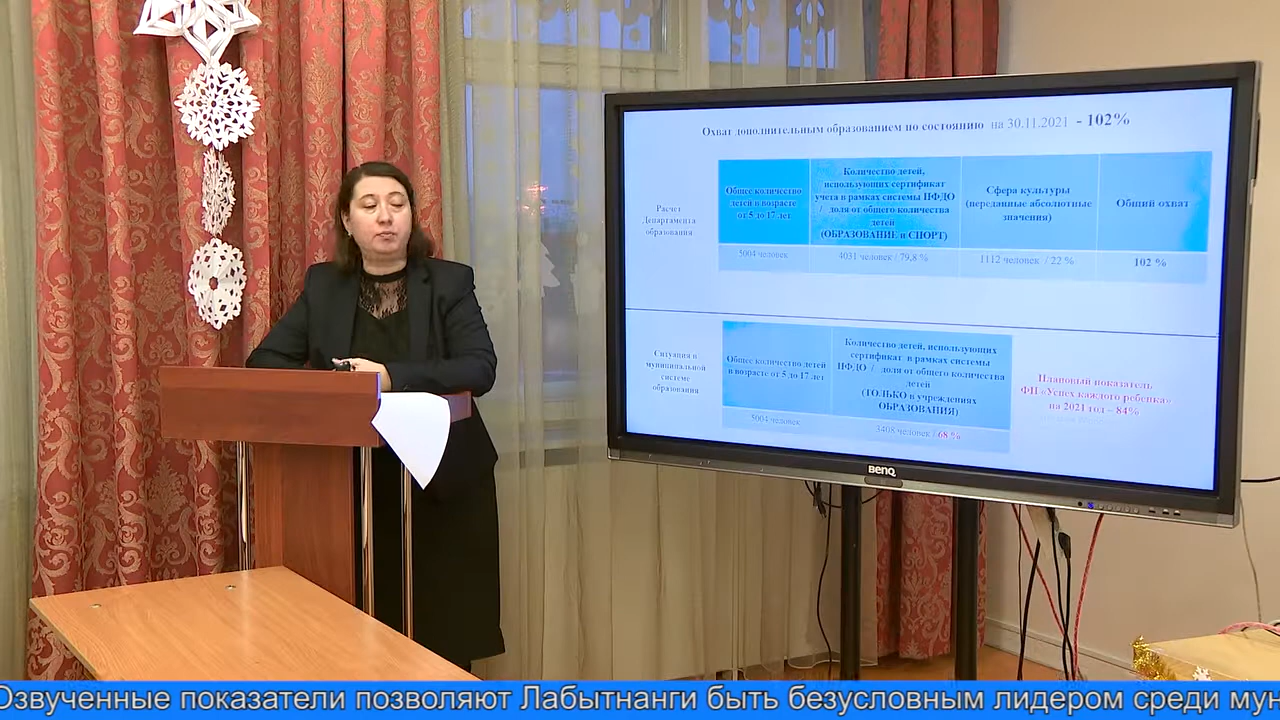 Охват дополнительным образованием по состоянию на 30.11.2021 - 102%
Расчет
Департамента
образования
Общее количество
детей в возрасте
от 5 до 17 лет
Количество детей,
использующих сертификат
учета в рамках системы ПФДО
/ доля от общего количества
детей
(ОБРАЗОВАНИЕ и СПОРТ)
Сфера культуры
(переданные абсолютные
значения)
Общий охват
5004 человек
4031 человек / 79,8 %
1112 человек / 22 %
102 %
Ситуация в
муниципальной
системе
образования
Общее количество детей
в возрасте от 5 до 17 лет
Количество детей, использующих
сертификат в рамках системы
ПФДО / доля от общего количества
детей
(ТОЛЬКО в учреждениях
ОБРАЗОВАНИЯ)
5004 человек
3408 человек / 68 %
Плановый показатель
ФП «Успех каждого ребенка»
на 2021 год – 84%
BenQ
Озвученные показатели позволяют Лабытнанги быть безусловным лидером среди мун